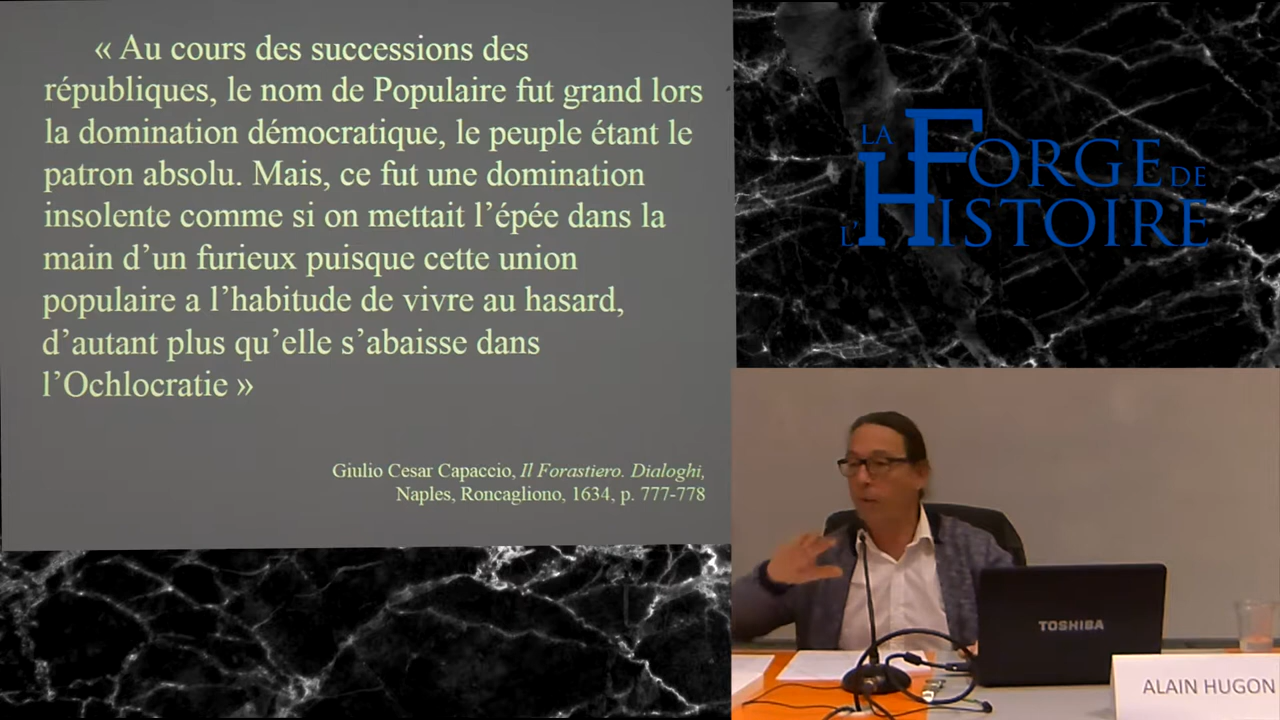 « Au cours des successions des
républiques, le nom de Populaire fut grand lors
la domination démocratique, le peuple étant le
patron absolu. Mais, ce fut une domination
insolente comme si on mettait l’épée dans la
main d’un furieux puisque cette union
populaire a l’habitude de vivre au hasard,
d’autant plus qu’elle s’abaisse dans
l’Ochlocratie »
Giulio Cesar Capaccio, Il Forastiero. Dialoghi,
Naples, Roncagliono, 1634, p. 777-778
LA FORGE DE
L’HISTOIRE
TOSHIBA
ALAIN HUGON